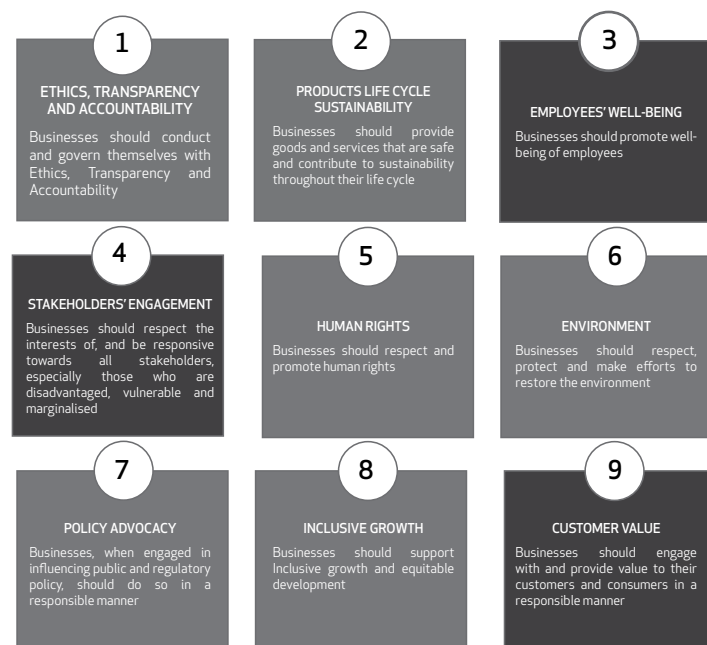 1
ETHICS, TRANSPARENCY
AND ACCOUNTABILITY
Businesses should conduct
and govern themselves with
Ethics, Transparency and
Accountability
2
PRODUCTS LIFE CYCLE
SUSTAINABILITY
Businesses should provide
goods and services that are safe
and contribute to sustainability
throughout their life cycle
3
EMPLOYEES' WELL-BEING
Businesses should promote well-
being of employees
4
STAKEHOLDERS' ENGAGEMENT
Businesses should respect the
interests of, and be responsive
towards all stakeholders,
especially those who are
disadvantaged, vulnerable and
marginalised
5
HUMAN RIGHTS
Businesses should respect and
promote human rights
6
ENVIRONMENT
Businesses should respect,
protect and make efforts to
restore the environment
7
POLICY ADVOCACY
Businesses, when engaged in
influencing public and regulatory
policy, should do so in a
responsible manner
8
INCLUSIVE GROWTH
Businesses should support
Inclusive growth and equitable
development
9
CUSTOMER VALUE
Businesses should engage
with and provide value to their
customers and consumers in a
responsible manner